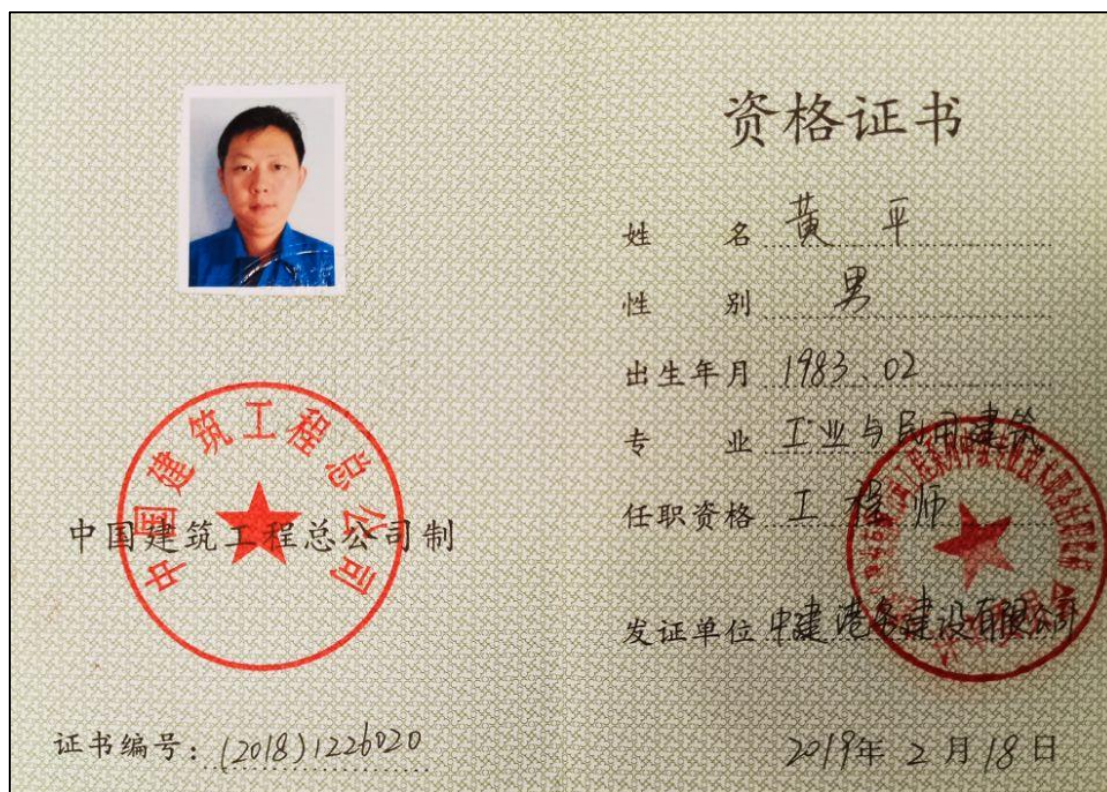 中国建筑工程总公司
中国建筑工程总公司制
证书编号：(2018)1226020
资格证书
姓 名 黄 平
性 别 男
出生年月 1983.02
专 业 工业与民用建筑
任职资格 工程师
发证单位 中建港务建设有限公司
2019年2月18日